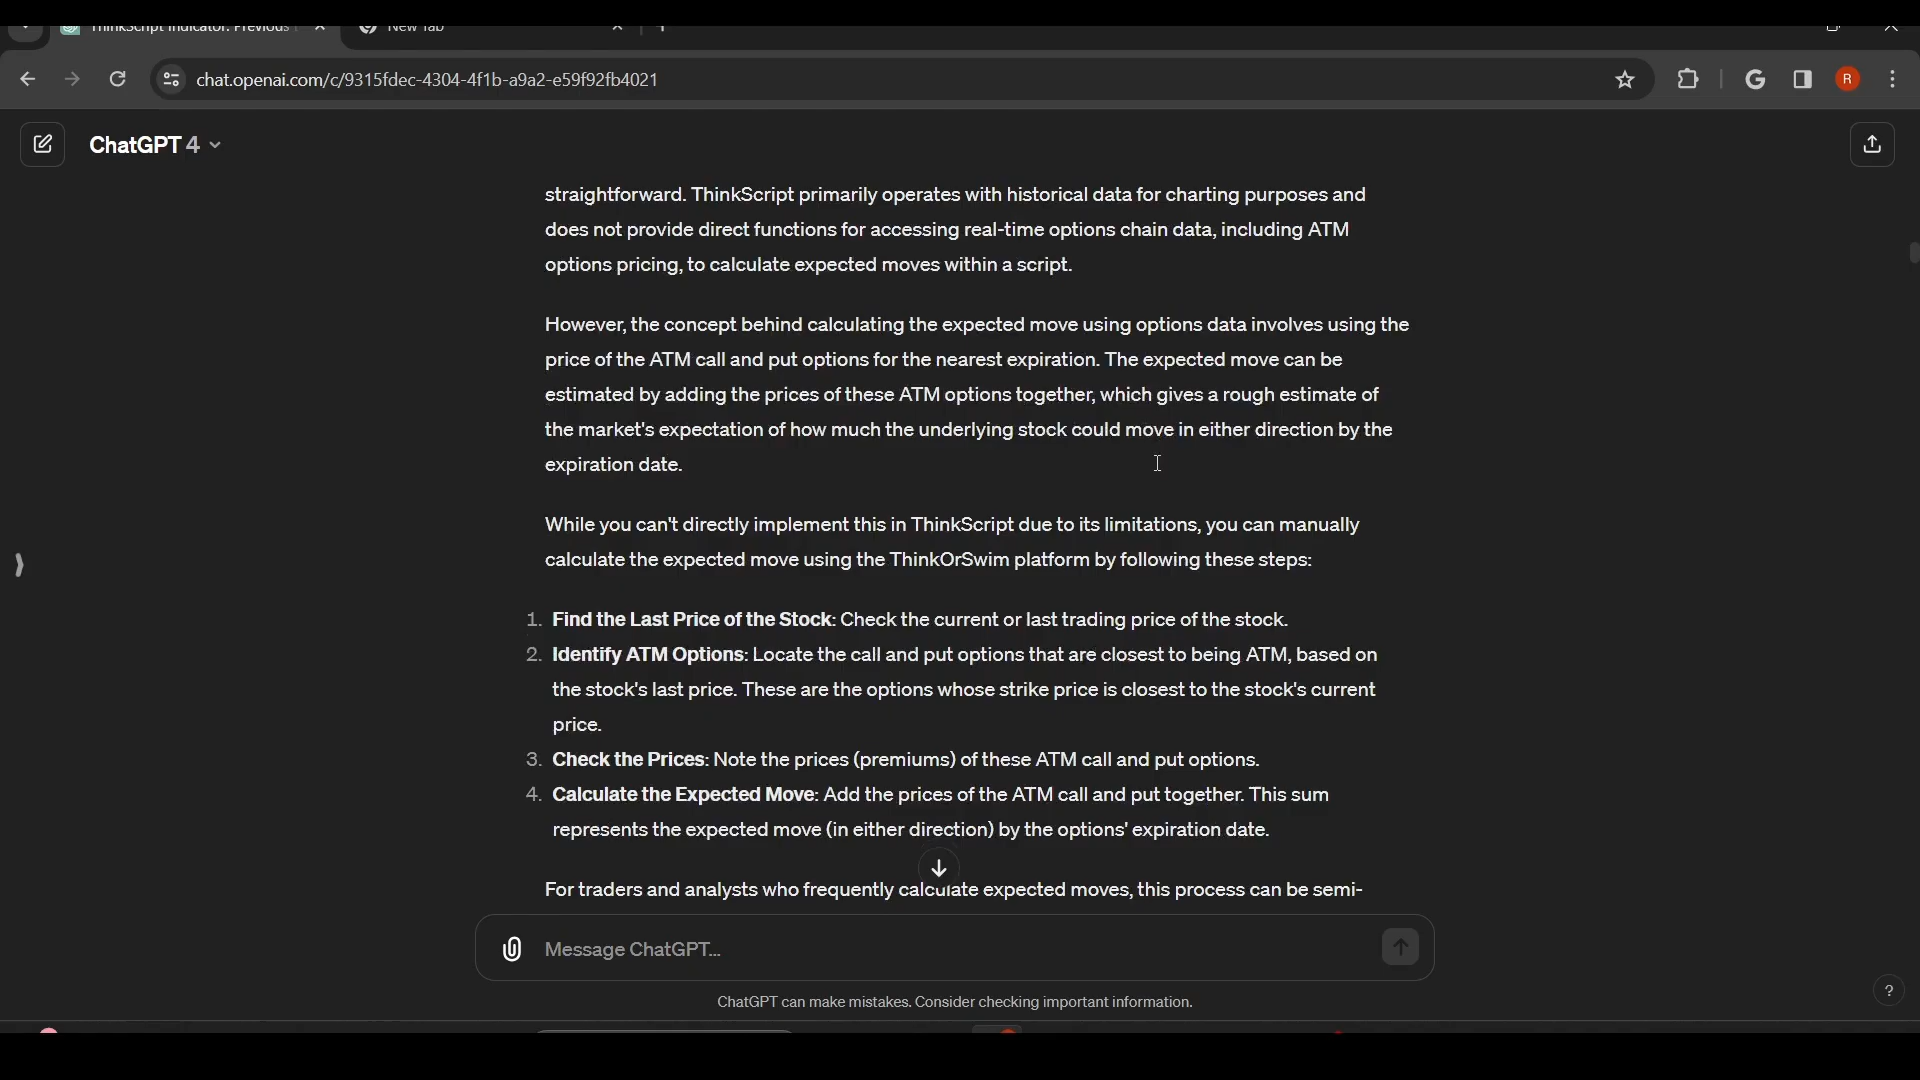 ThinkScript Indicator: Previous
New Tab
chat.openai.com/c/9315fdec-4304-4f1b-a9a2-e59f92fb4021
R
ChatGPT 4
straightforward. ThinkScript primarily operates with historical data for charting purposes and
does not provide direct functions for accessing real-time options chain data, including ATM
options pricing, to calculate expected moves within a script.
However, the concept behind calculating the expected move using options data involves using the
price of the ATM call and put options for the nearest expiration. The expected move can be
estimated by adding the prices of these ATM options together, which gives a rough estimate of
the market's expectation of how much the underlying stock could move in either direction by the
expiration date.
While you can't directly implement this in ThinkScript due to its limitations, you can manually
calculate the expected move using the ThinkOrSwim platform by following these steps:
1. Find the Last Price of the Stock: Check the current or last trading price of the stock.
2. Identify ATM Options: Locate the call and put options that are closest to being ATM, based on
the stock's last price. These are the options whose strike price is closest to the stock's current
price.
3. Check the Prices: Note the prices (premiums) of these ATM call and put options.
4. Calculate the Expected Move: Add the prices of the ATM call and put together. This sum
represents the expected move (in either direction) by the options' expiration date.
For traders and analysts who frequently calculate expected moves, this process can be semi-
Message ChatGPT...
ChatGPT can make mistakes. Consider checking important information.
?